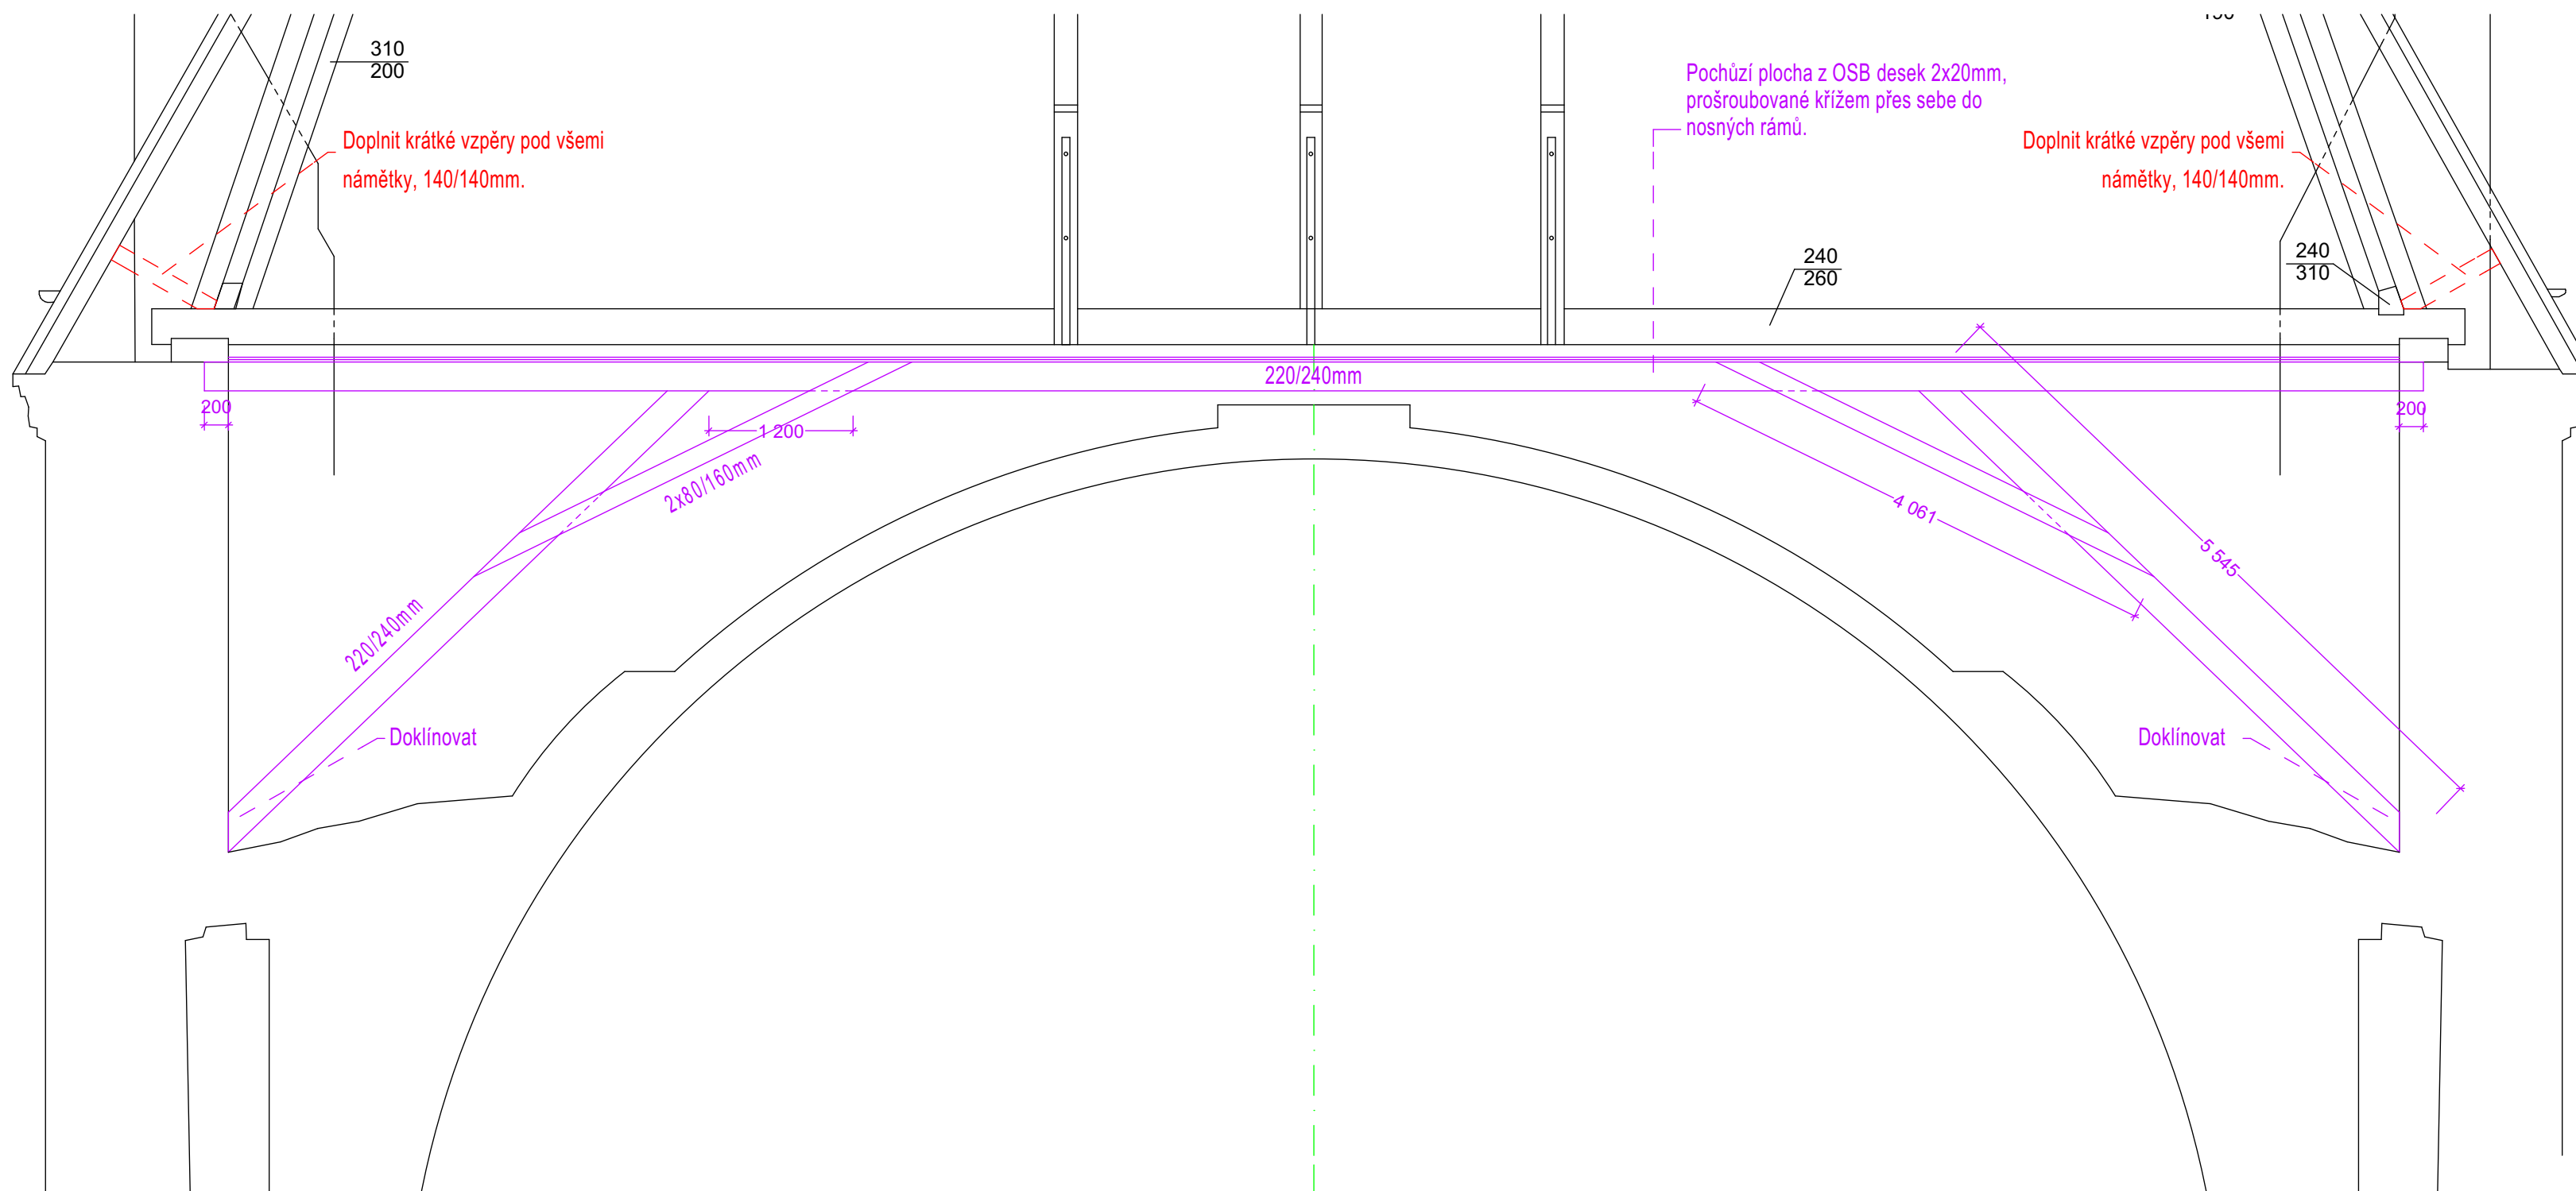 310
200
Pochůzí plocha z OSB desek 2x20mm,
prošroubované křížem přes sebe do
nosných rámů.
Doplnit krátké vzpěry pod všemi
námětky, 140/140mm.
Doplnit krátké vzpěry pod všemi
námětky, 140/140mm.
240
260
240
310
220/240mm
200
1 200
200
2x80/160mm
4 061
5 545
220/240mm
Doklínovat
Doklínovat